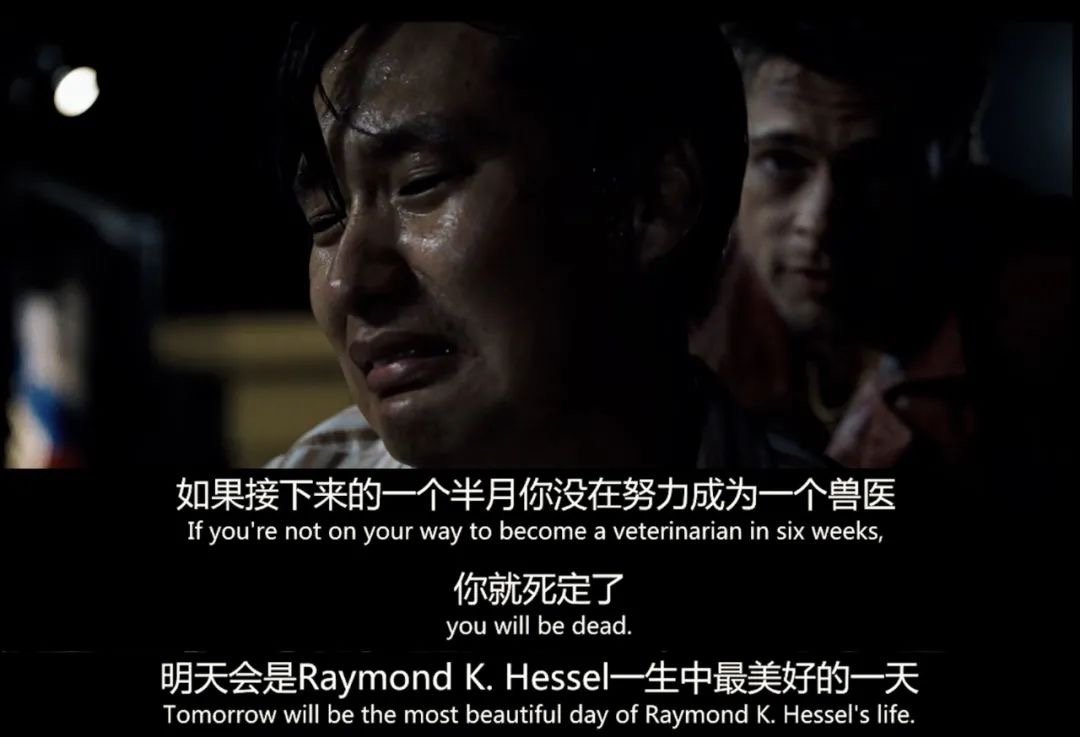 如果接下来的一个半月你没在努力成为一个兽医
If you're not on your way to become a veterinarian in six weeks,
你就死定了
you will be dead.
明天会是Raymond K. Hessel一生中最美好的一天
Tomorrow will be the most beautiful day of Raymond K. Hessel's life.